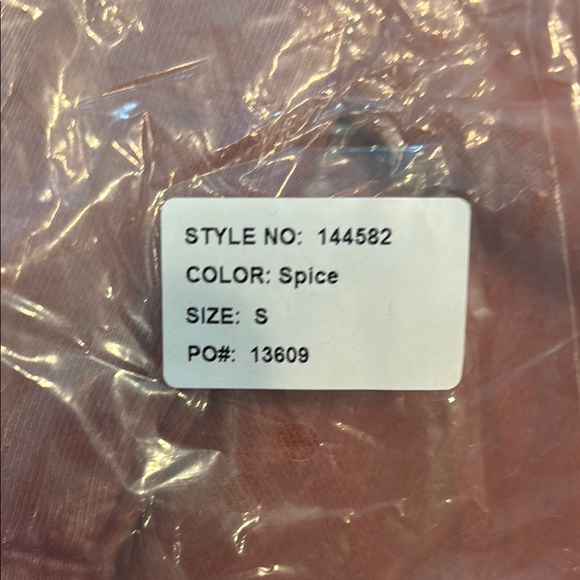 STYLE NO: 144582
COLOR: Spice
SIZE: S
PO#: 13609